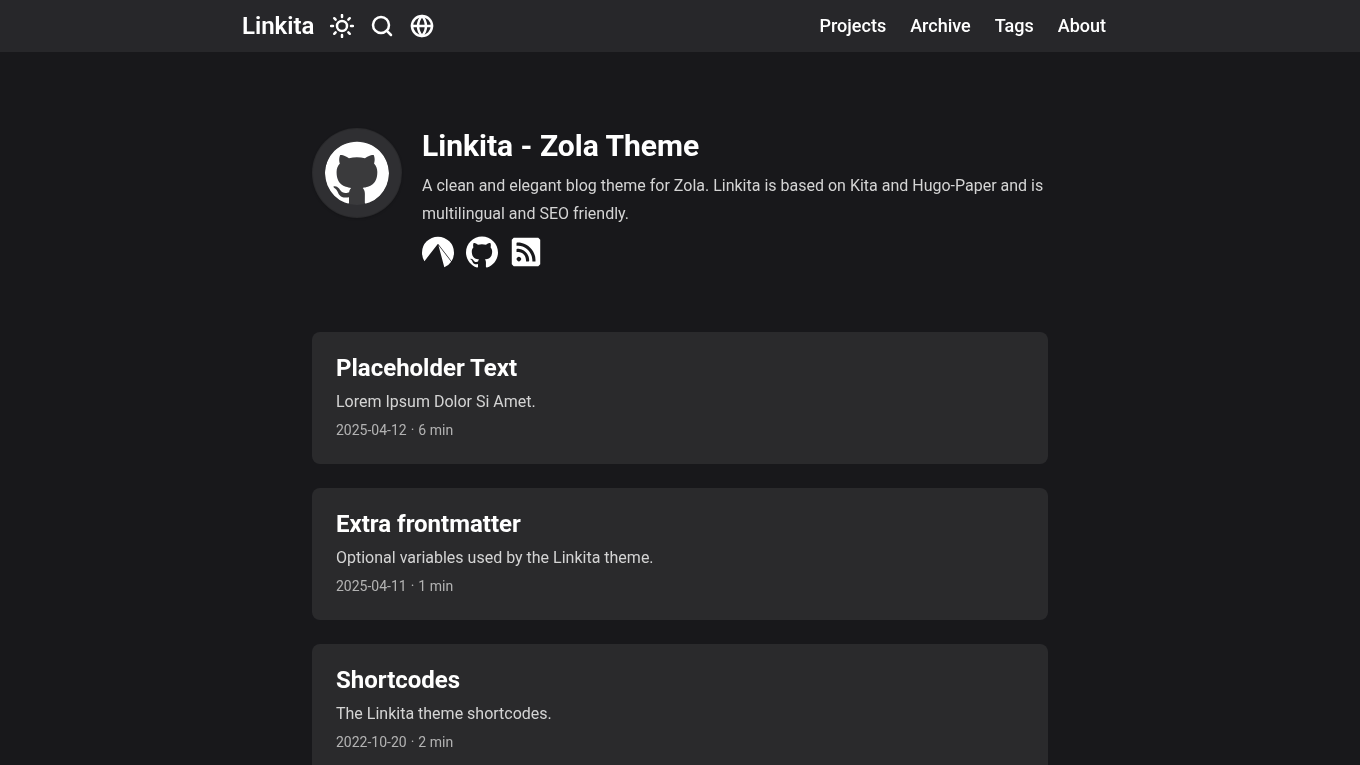 Linkita
Projects
Archive
Tags
About
Linkita - Zola Theme
A clean and elegant blog theme for Zola. Linkita is based on Kita and Hugo-Paper and is
multilingual and SEO friendly.
Placeholder Text
Lorem Ipsum Dolor Si Amet.
2025-04-12 · 6 min
Extra frontmatter
Optional variables used by the Linkita theme.
2025-04-11 · 1 min
Shortcodes
The Linkita theme shortcodes.
2022-10-20 · 2 min